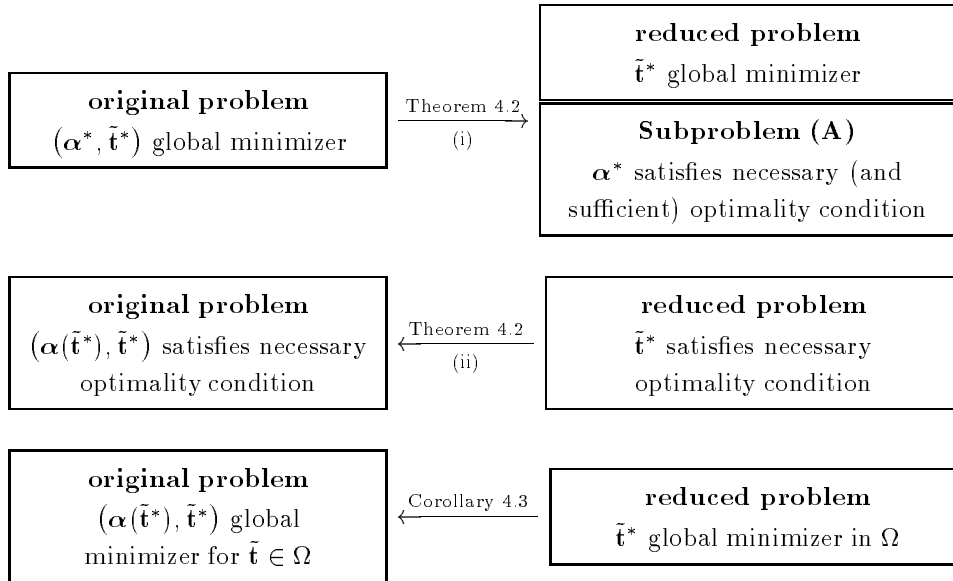 reduced problem
t̃* global minimizer
original problem
(α*, t̃*) global minimizer
Theorem 4.2
(i)
Subproblem (A)
α* satisfies necessary (and
sufficient) optimality condition
original problem
(α(t̃*), t̃*) satisfies necessary
optimality condition
Theorem 4.2
(ii)
reduced problem
t̃* satisfies necessary
optimality condition
original problem
(α(t̃*), t̃*) global
minimizer for t̃ ∈ Ω
Corollary 4.3
reduced problem
t̃* global minimizer in Ω